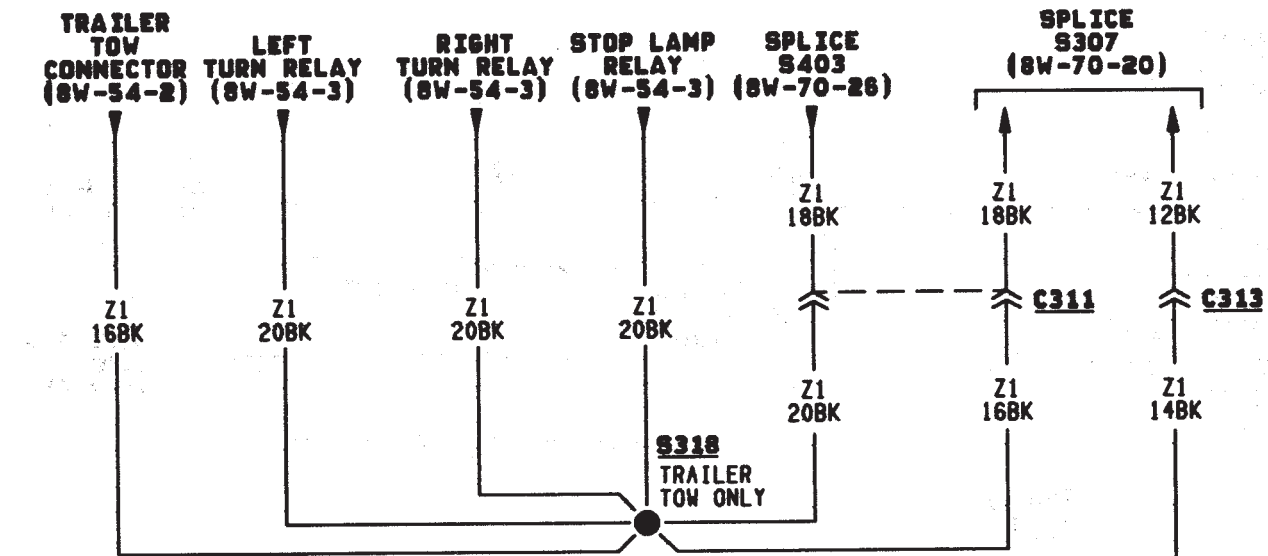 TRAILER
TOW
CONNECTOR
(8W-54-2)
LEFT
TURN RELAY
(8W-54-3)
RIGHT
TURN RELAY
(8W-54-3)
STOP LAMP
RELAY
(8W-54-3)
SPLICE
S403
(8W-70-26)
SPLICE
S307
(8W-70-20)
Z1
18BK
Z1
18BK
Z1
12BK
Z1
16BK
Z1
20BK
Z1
20BK
Z1
20BK
C311
C313
Z1
20BK
Z1
16BK
Z1
14BK
S318
TRAILER
TOW ONLY